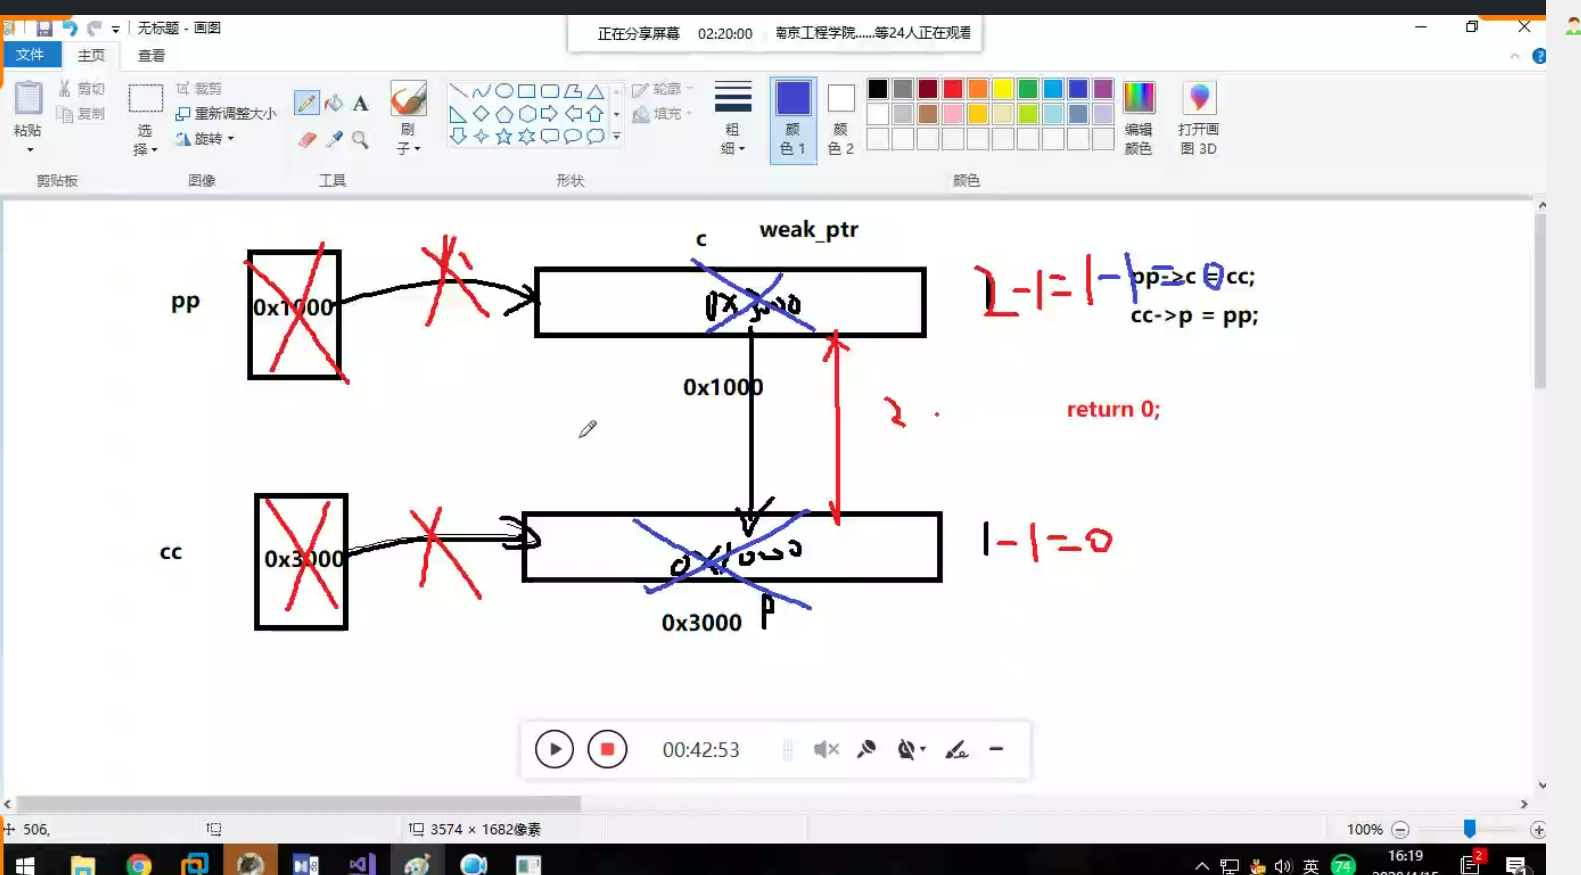 无标题 - 画图
正在分享屏幕 02:20:00 南京工程学院......等24人正在观看
文件 主页 查看
粘贴
剪切
复制
剪贴板
选择
裁剪
重新调整大小
旋转
图像
A
工具
刷子
轮廓
填充
形状
粗细
颜色 1
颜色 2
编辑颜色
颜色
打开画图 3D
c weak_ptr
pp 0x1000 0x3000 2-1=1-1=0 pp->c = cc;
cc->p = pp;
0x1000
2
return 0;
cc 0x3000 0x1000 1-1=0
0x3000 p
00:42:53
506,
3574 × 1682像素
100%
英 74 16:19 2
2020/4/15